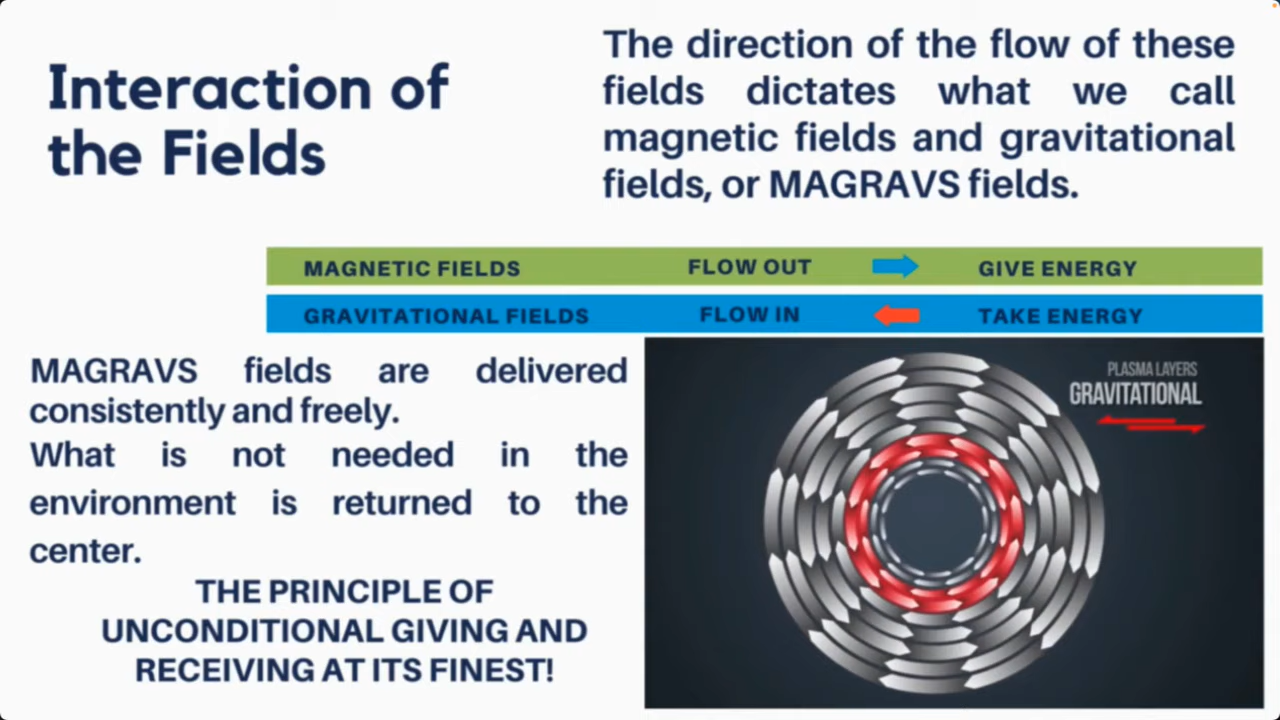 Interaction of
the Fields
The direction of the flow of these
fields dictates what we call
magnetic fields and gravitational
fields, or MAGRAVS fields.
MAGNETIC FIELDS FLOW OUT GIVE ENERGY
GRAVITATIONAL FIELDS FLOW IN TAKE ENERGY
MAGRAVS fields are delivered
consistently and freely.
What is not needed in the
environment is returned to the
center.
THE PRINCIPLE OF
UNCONDITIONAL GIVING AND
RECEIVING AT ITS FINEST!
PLASMA LAYERS
GRAVITATIONAL